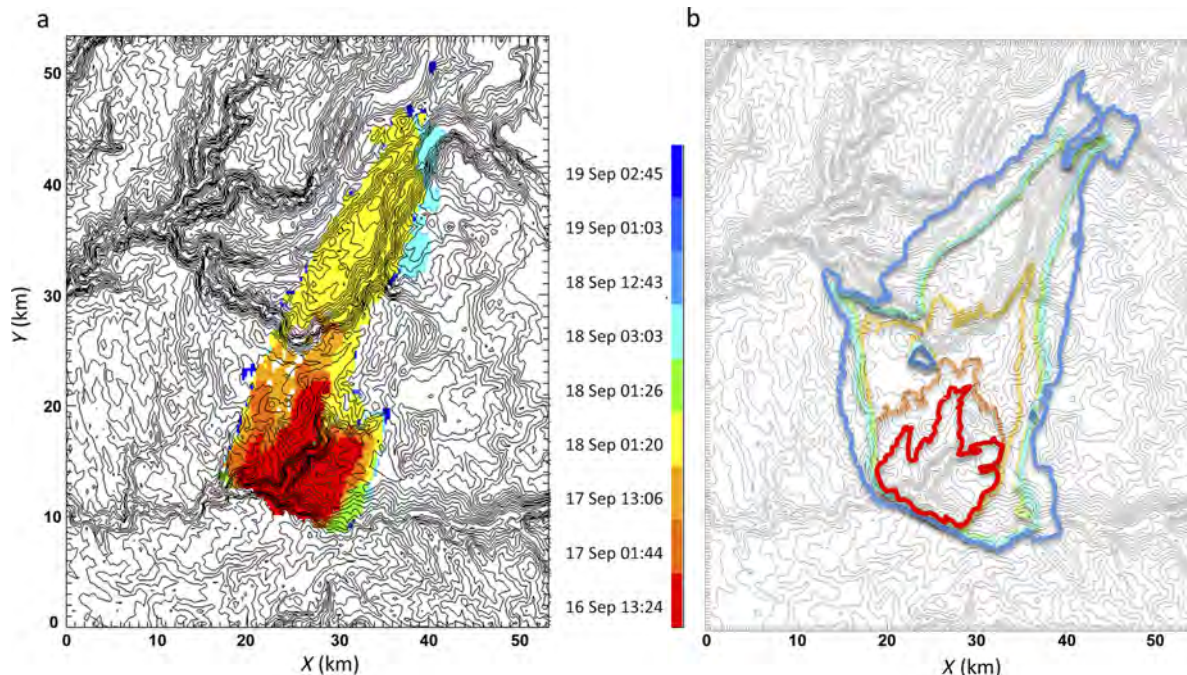 a
b
50
40
30
20
10
0
Y (km)
0
10
20
30
40
50
X (km)
19 Sep 02:45
19 Sep 01:03
18 Sep 12:43
18 Sep 03:03
18 Sep 01:26
18 Sep 01:20
17 Sep 13:06
17 Sep 01:44
16 Sep 13:24
0
10
20
30
40
50
X (km)